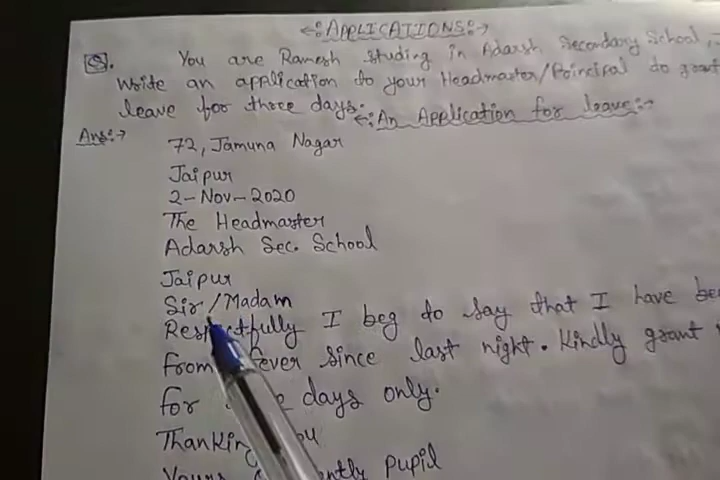 ←:APPLICATIONS:→
Q. You are Ramesh studing in Adarsh Secondary School,
Write an application to your Headmaster/Principal to grant
leave for three days.
←:An Application for leave:→
Ans:→
72, Jamuna Nagar
Jaipur
2-Nov-2020
The Headmaster
Adarsh Sec. School
Jaipur
Sir/Madam
Respectfully I beg to say that I have
from fever since last night. Kindly grant
for days only.
Thanking
Yours pupil